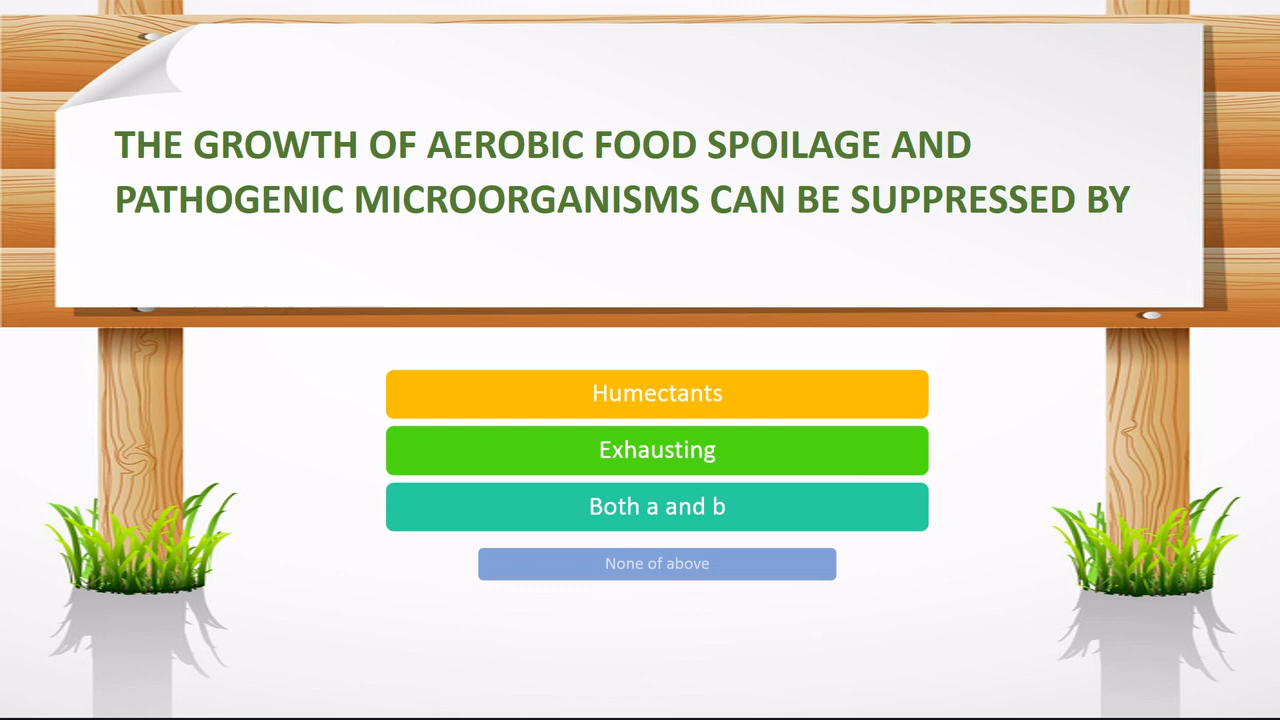 THE GROWTH OF AEROBIC FOOD SPOILAGE AND
PATHOGENIC MICROORGANISMS CAN BE SUPPRESSED BY
Humectants
Exhausting
Both a and b
None of above